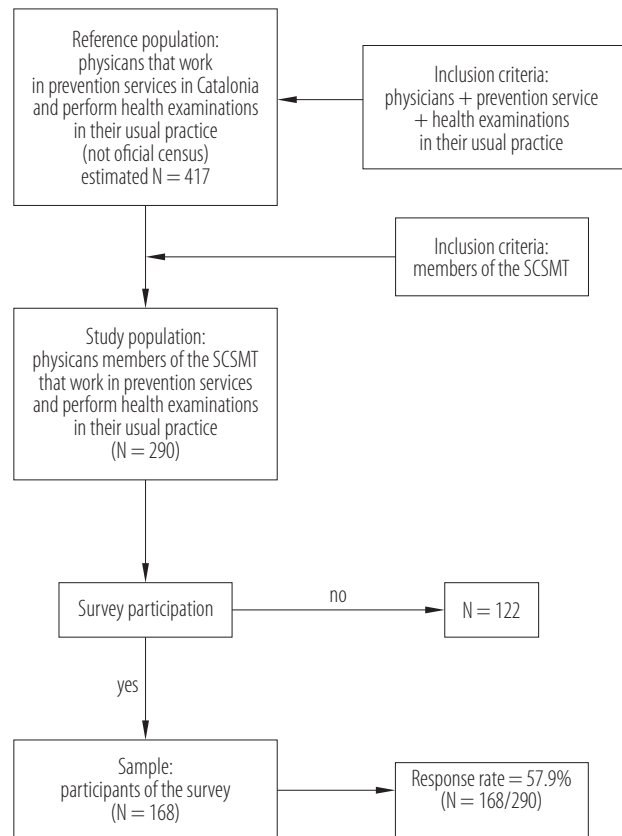 Reference population:
physicans that work
in prevention services in Catalonia
and perform health examinations
in their usual practice
(not oficial census)
estimated N = 417
Inclusion criteria:
physicians + prevention service
+ health examinations
in their usual practice
Inclusion criteria:
members of the SCSMT
Study population:
physicans members of the SCSMT
that work in prevention services
and perform health examinations
in their usual practice
(N = 290)
Survey participation
no
N = 122
yes
Sample:
participants of the survey
(N = 168)
Response rate = 57.9%
(N = 168/290)